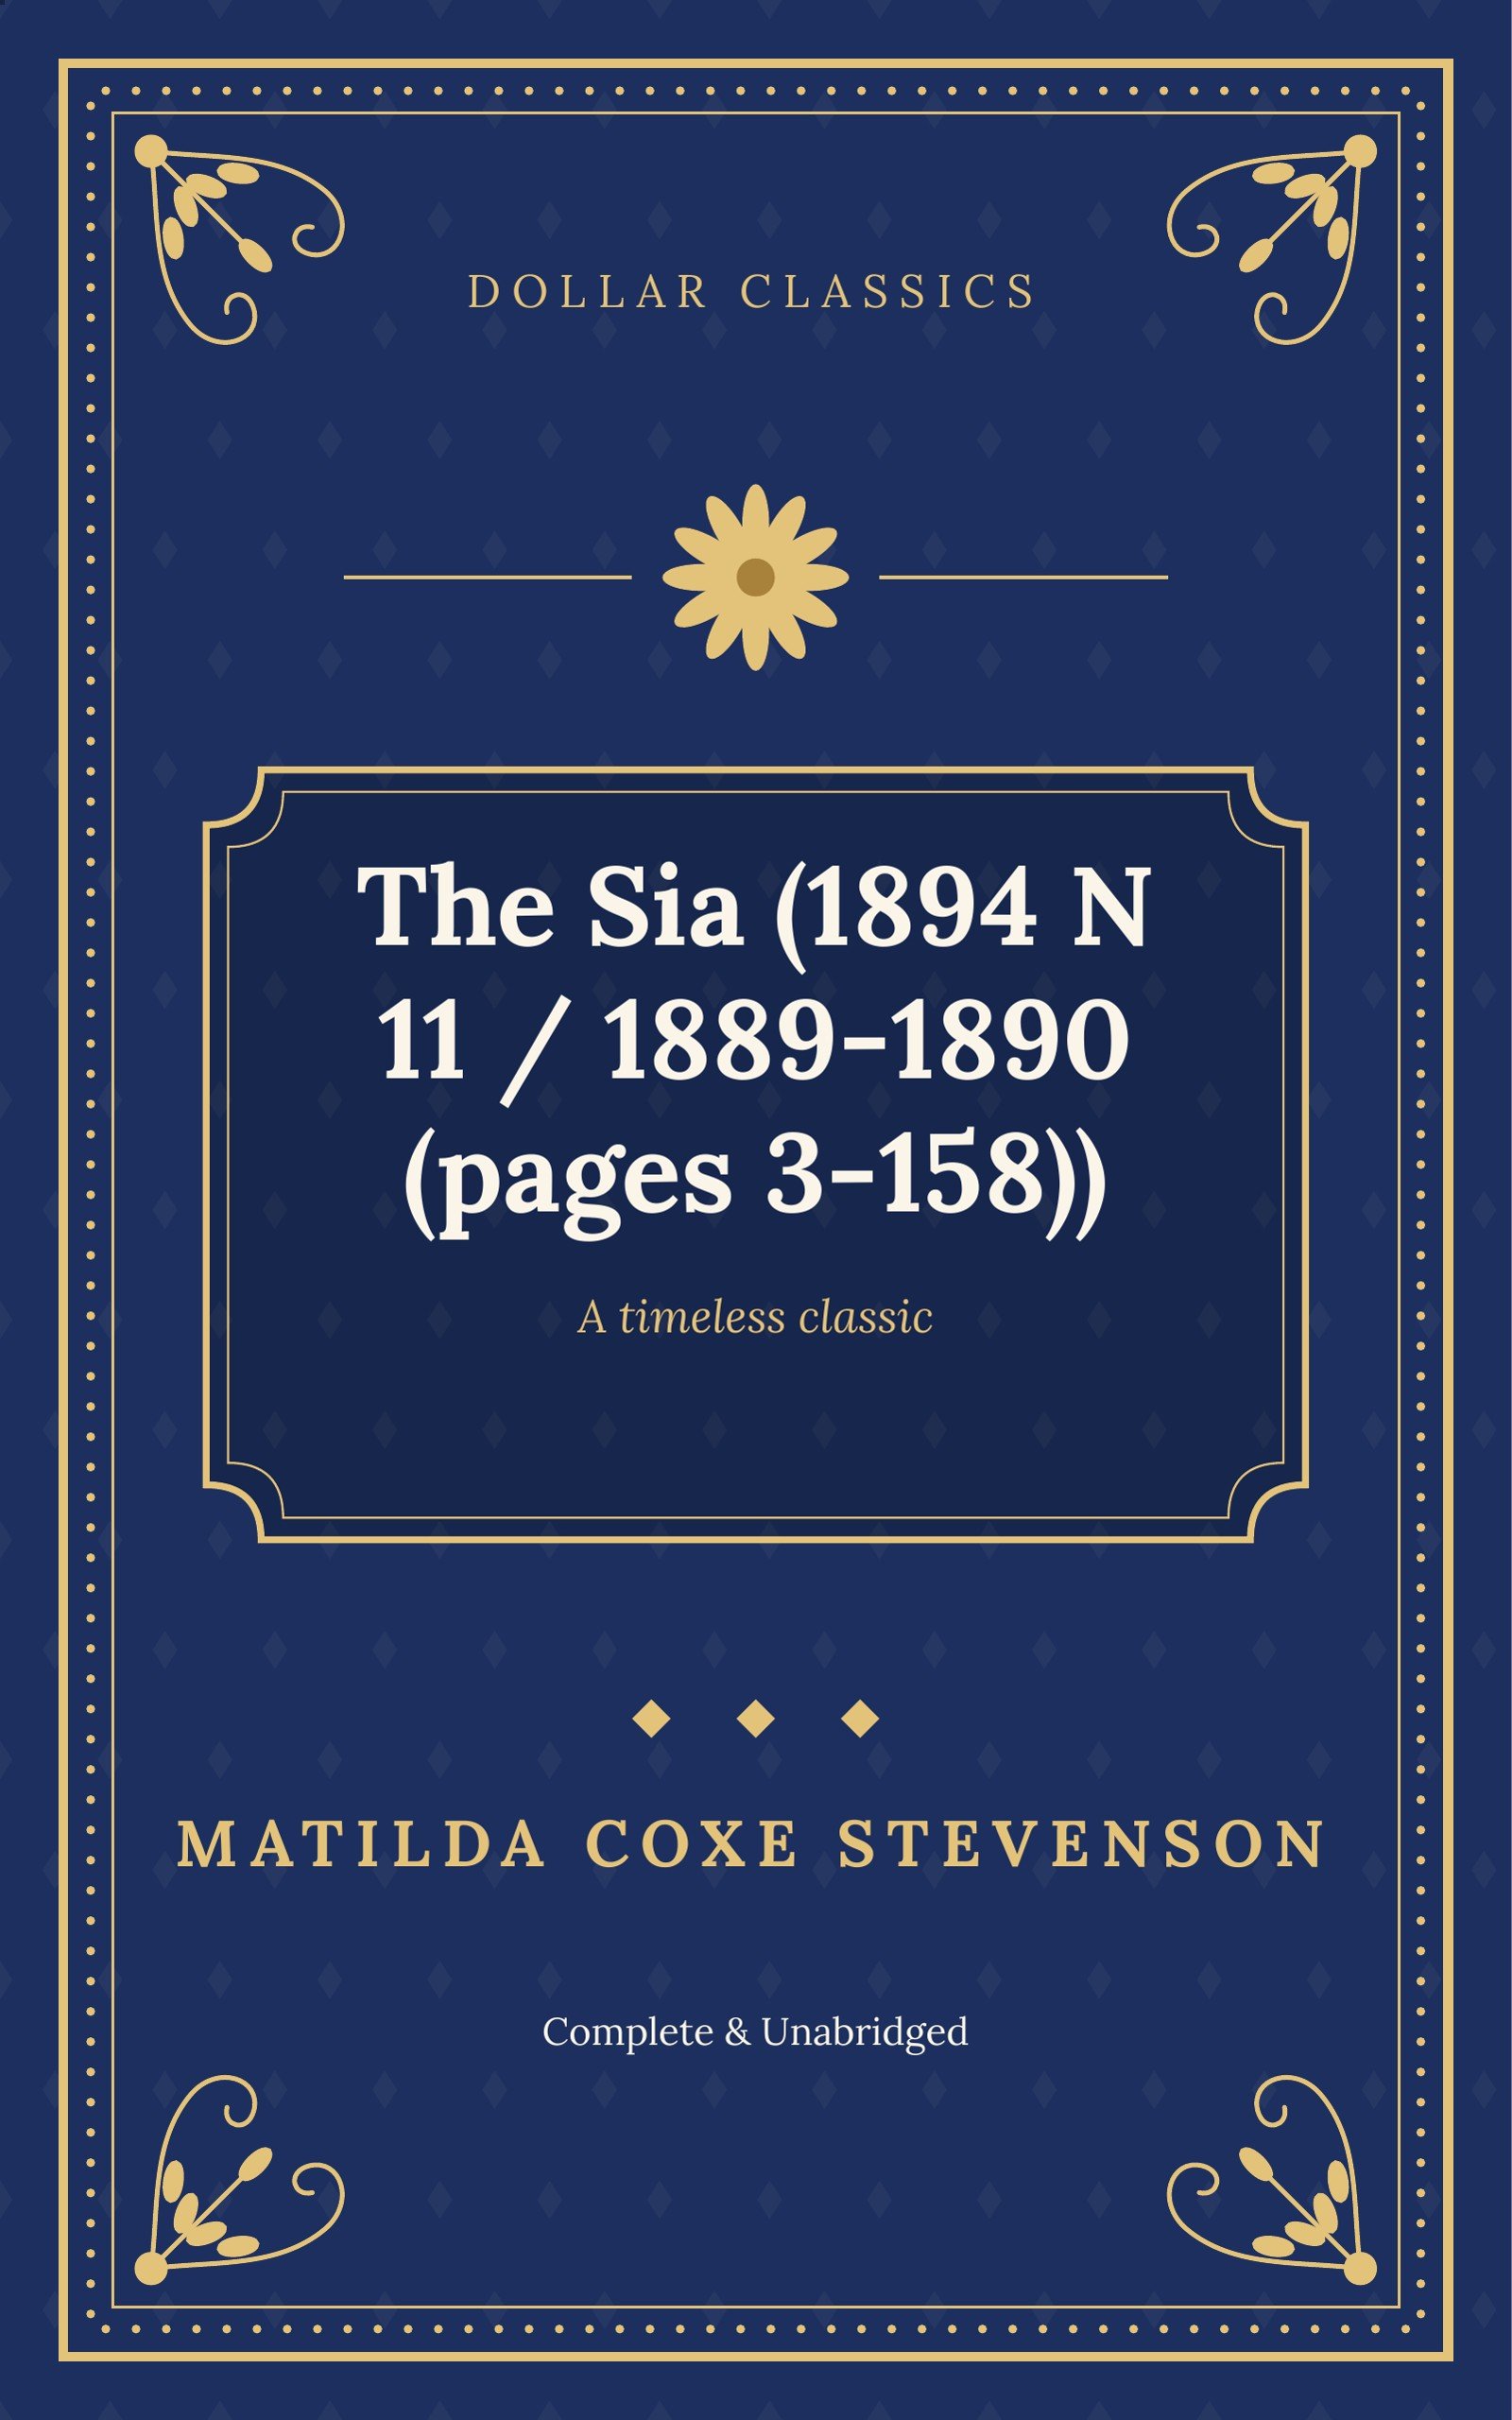 DOLLAR CLASSICS
The Sia (1894 N
11 / 1889-1890
(pages 3-158))
A timeless classic
MATILDA COXE STEVENSON
Complete & Unabridged